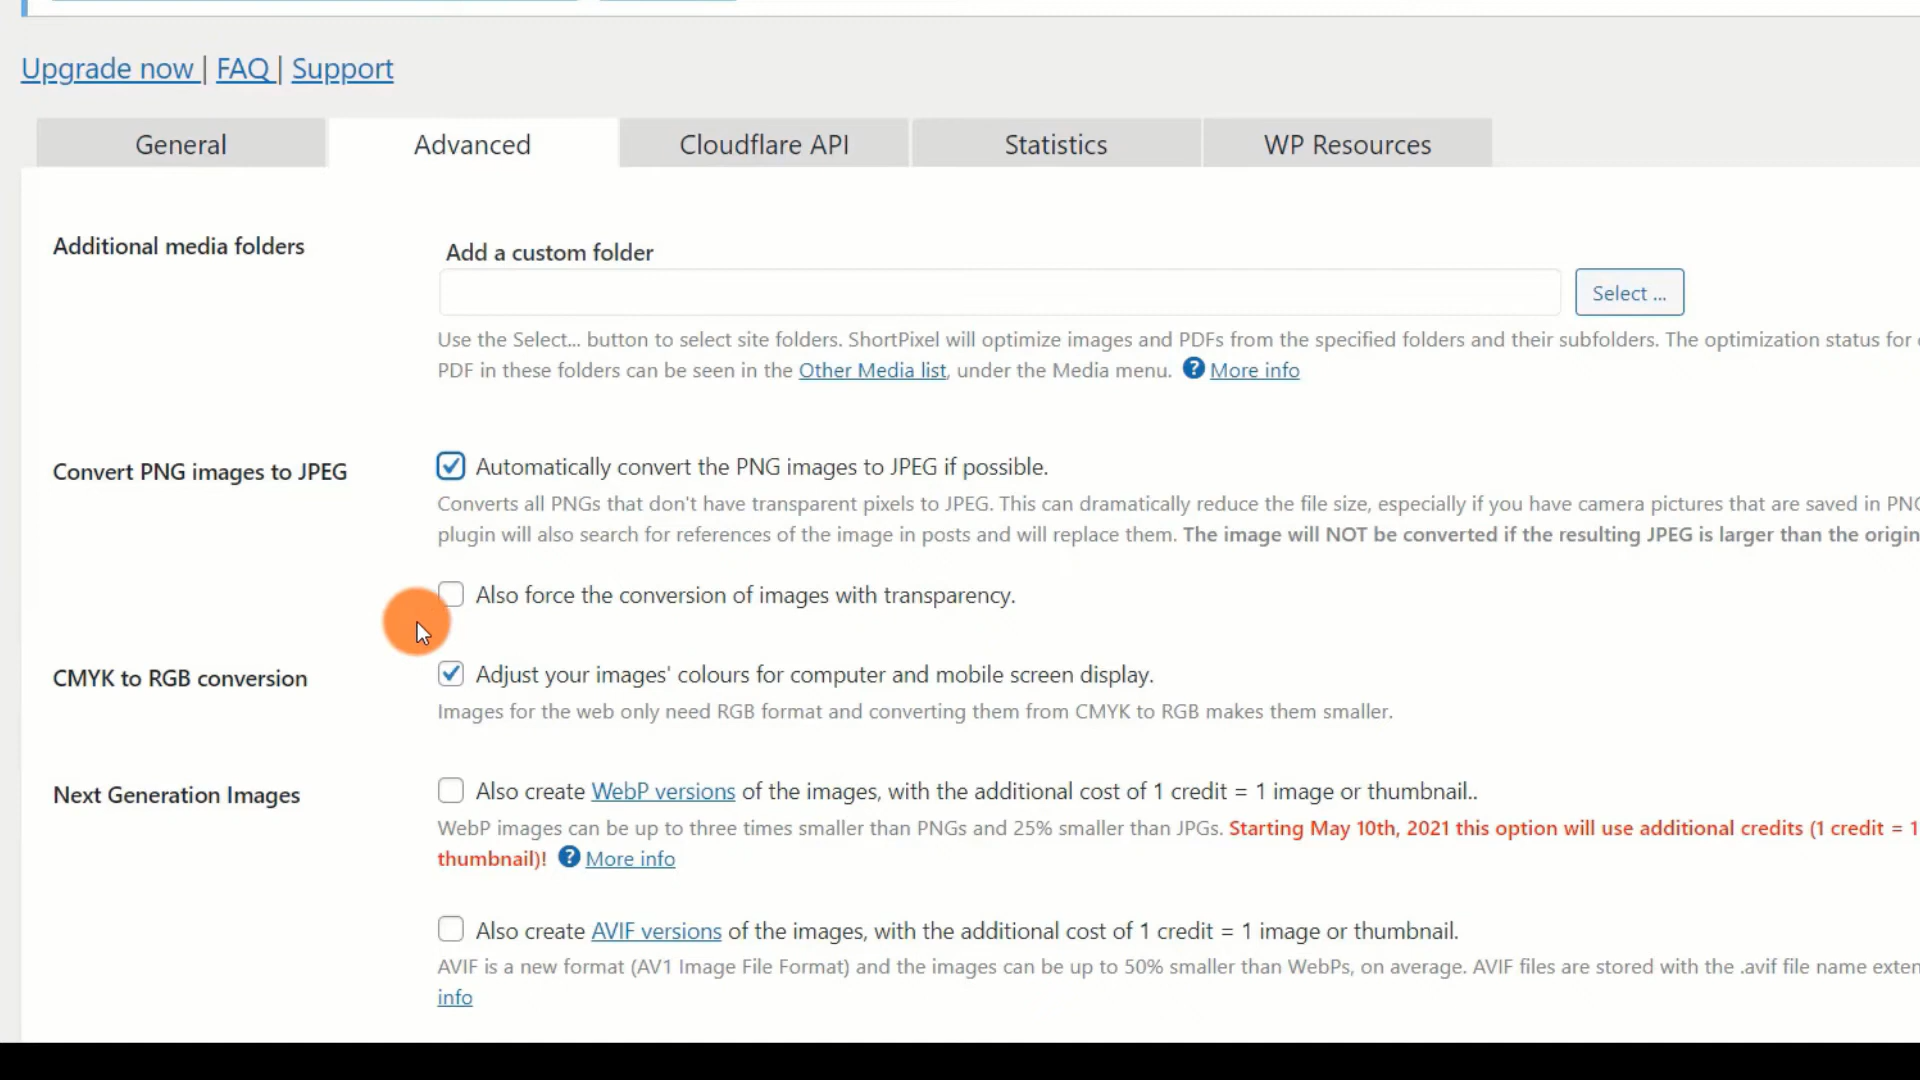 Upgrade now | FAQ | Support
General Advanced Cloudflare API Statistics WP Resources
Additional media folders
Add a custom folder
Select ...
Use the Select... button to select site folders. ShortPixel will optimize images and PDFs from the specified folders and their subfolders. The optimization status for
PDF in these folders can be seen in the Other Media list, under the Media menu. ? More info
Convert PNG images to JPEG
Automatically convert the PNG images to JPEG if possible.
Converts all PNGs that don't have transparent pixels to JPEG. This can dramatically reduce the file size, especially if you have camera pictures that are saved in PNG
plugin will also search for references of the image in posts and will replace them. The image will NOT be converted if the resulting JPEG is larger than the origin
Also force the conversion of images with transparency.
CMYK to RGB conversion
Adjust your images' colours for computer and mobile screen display.
Images for the web only need RGB format and converting them from CMYK to RGB makes them smaller.
Next Generation Images
Also create WebP versions of the images, with the additional cost of 1 credit = 1 image or thumbnail..
WebP images can be up to three times smaller than PNGs and 25% smaller than JPGs. Starting May 10th, 2021 this option will use additional credits (1 credit = 1
thumbnail)! ? More info
Also create AVIF versions of the images, with the additional cost of 1 credit = 1 image or thumbnail.
AVIF is a new format (AV1 Image File Format) and the images can be up to 50% smaller than WebPs, on average. AVIF files are stored with the .avif file name exten
info